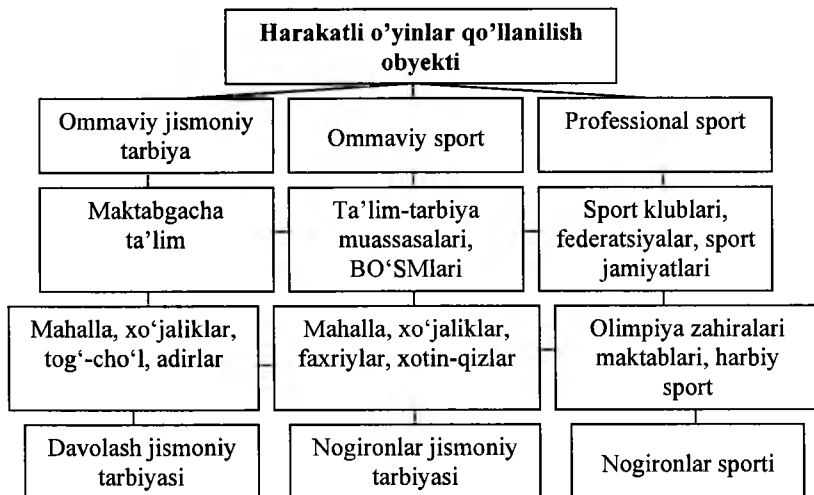 Harakatli o’yinlar qo’llanilish
obyekti
Ommaviy jismoniy
tarbiya
Ommaviy sport
Professional sport
Maktabgacha
ta’lim
Ta’lim-tarbiya
muassasalari,
BO‘SMlari
Sport klublari,
federatsiyalar, sport
jamiyatlari
Mahalla, xo‘jaliklar,
tog‘-cho‘l, adirlar
Mahalla, xo‘jaliklar,
faxriylar, xotin-qizlar
Olimpiya zahiralari
maktablari, harbiy
sport
Davolash jismoniy
tarbiyasi
Nogironlar jismoniy
tarbiyasi
Nogironlar sporti